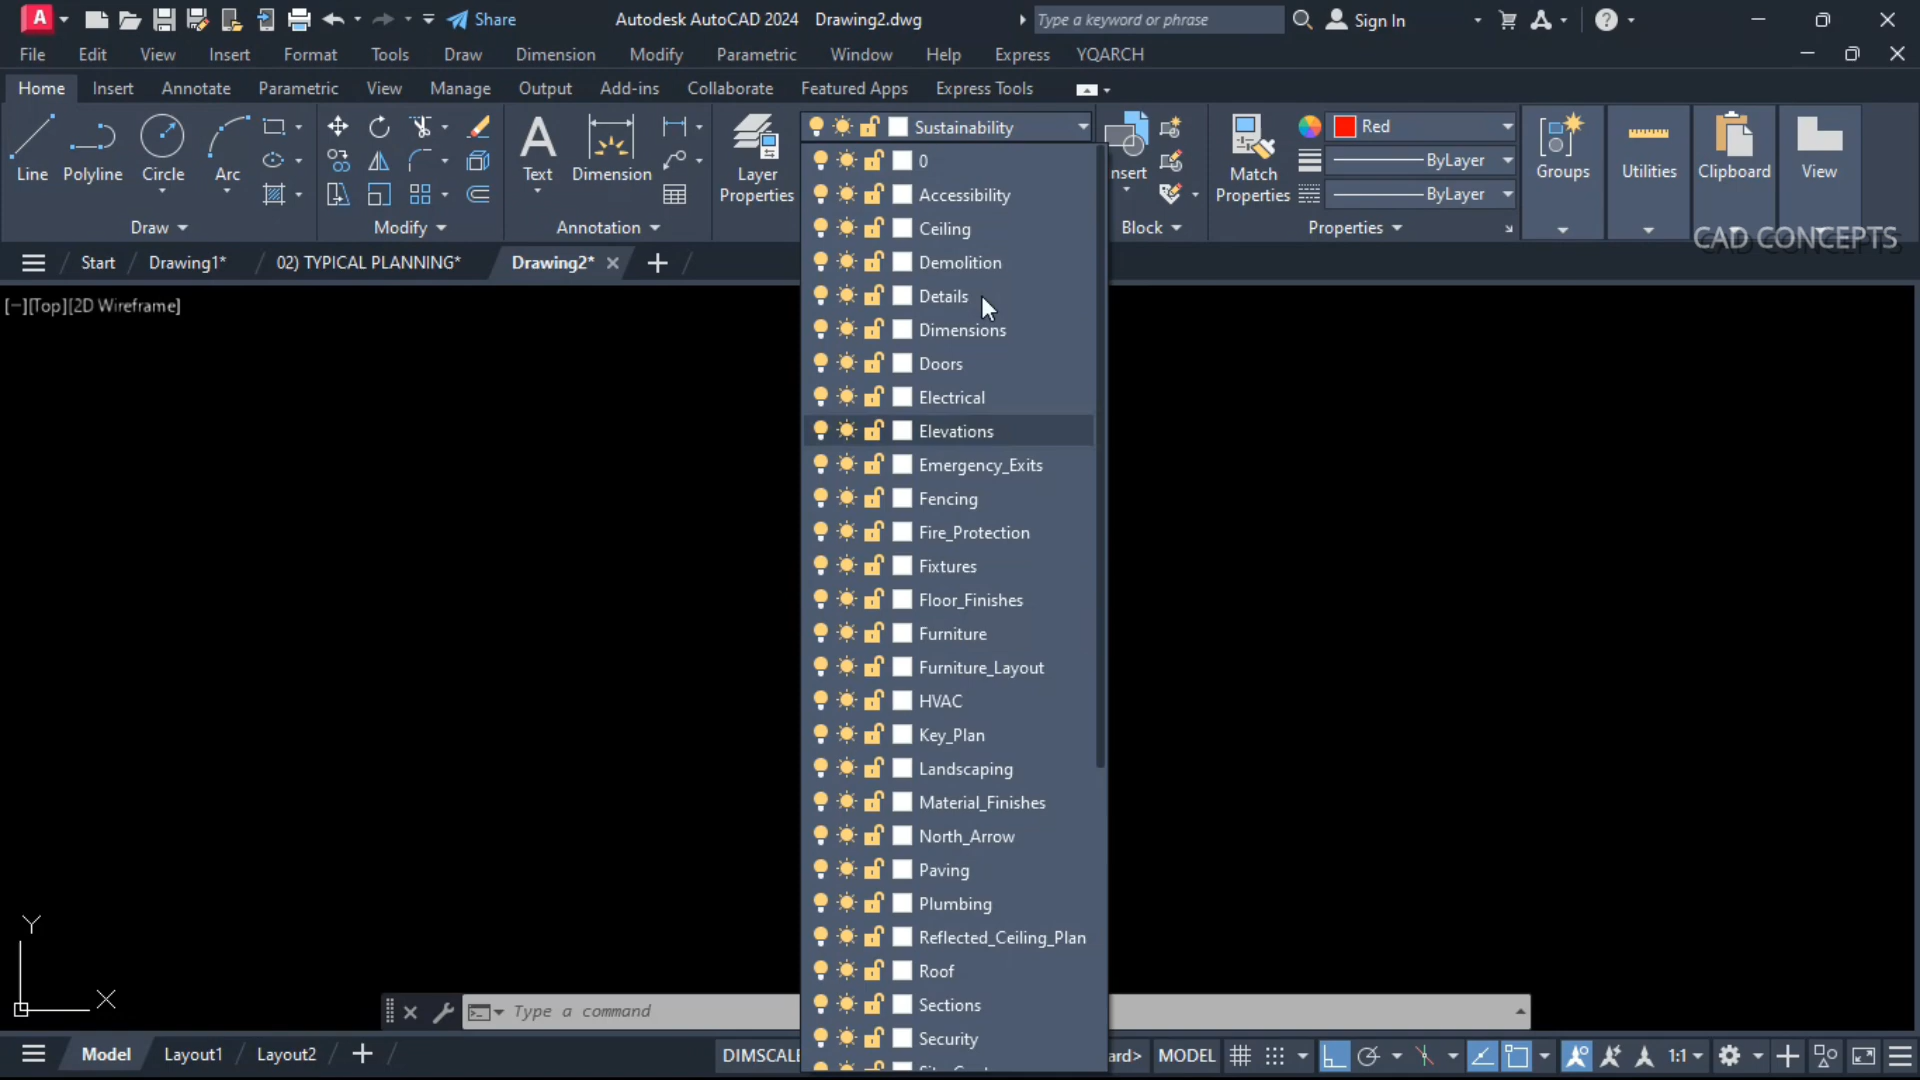 A
Share
Autodesk AutoCAD 2024 Drawing2.dwg
Type a keyword or phrase
Sign In
File Edit View Insert Format Tools Draw Dimension Modify Parametric Window Help Express YQARCH
Home Insert Annotate Parametric View Manage Output Add-ins Collaborate Featured Apps Express Tools
Line
Polyline
Circle
Arc
Draw
Modify
A
Text
Dimension
Annotation
Layer
Properties
Sustainability
nsert
Block
Match
Properties
Red
ByLayer
ByLayer
Properties
Groups
Utilities
Clipboard
View
CAD CONCEPTS
Start
Drawing1*
02) TYPICAL PLANNING*
Drawing2*
[−][Top][2D Wireframe]
0
Accessibility
Ceiling
Demolition
Details
Dimensions
Doors
Electrical
Elevations
Emergency_Exits
Fencing
Fire_Protection
Fixtures
Floor_Finishes
Furniture
Furniture_Layout
HVAC
Key_Plan
Landscaping
Material_Finishes
North_Arrow
Paving
Plumbing
Reflected_Ceiling_Plan
Roof
Sections
Security
Y
X
Type a command
Model
Layout1
Layout2
DIMSCALE
ard>
MODEL
1:1